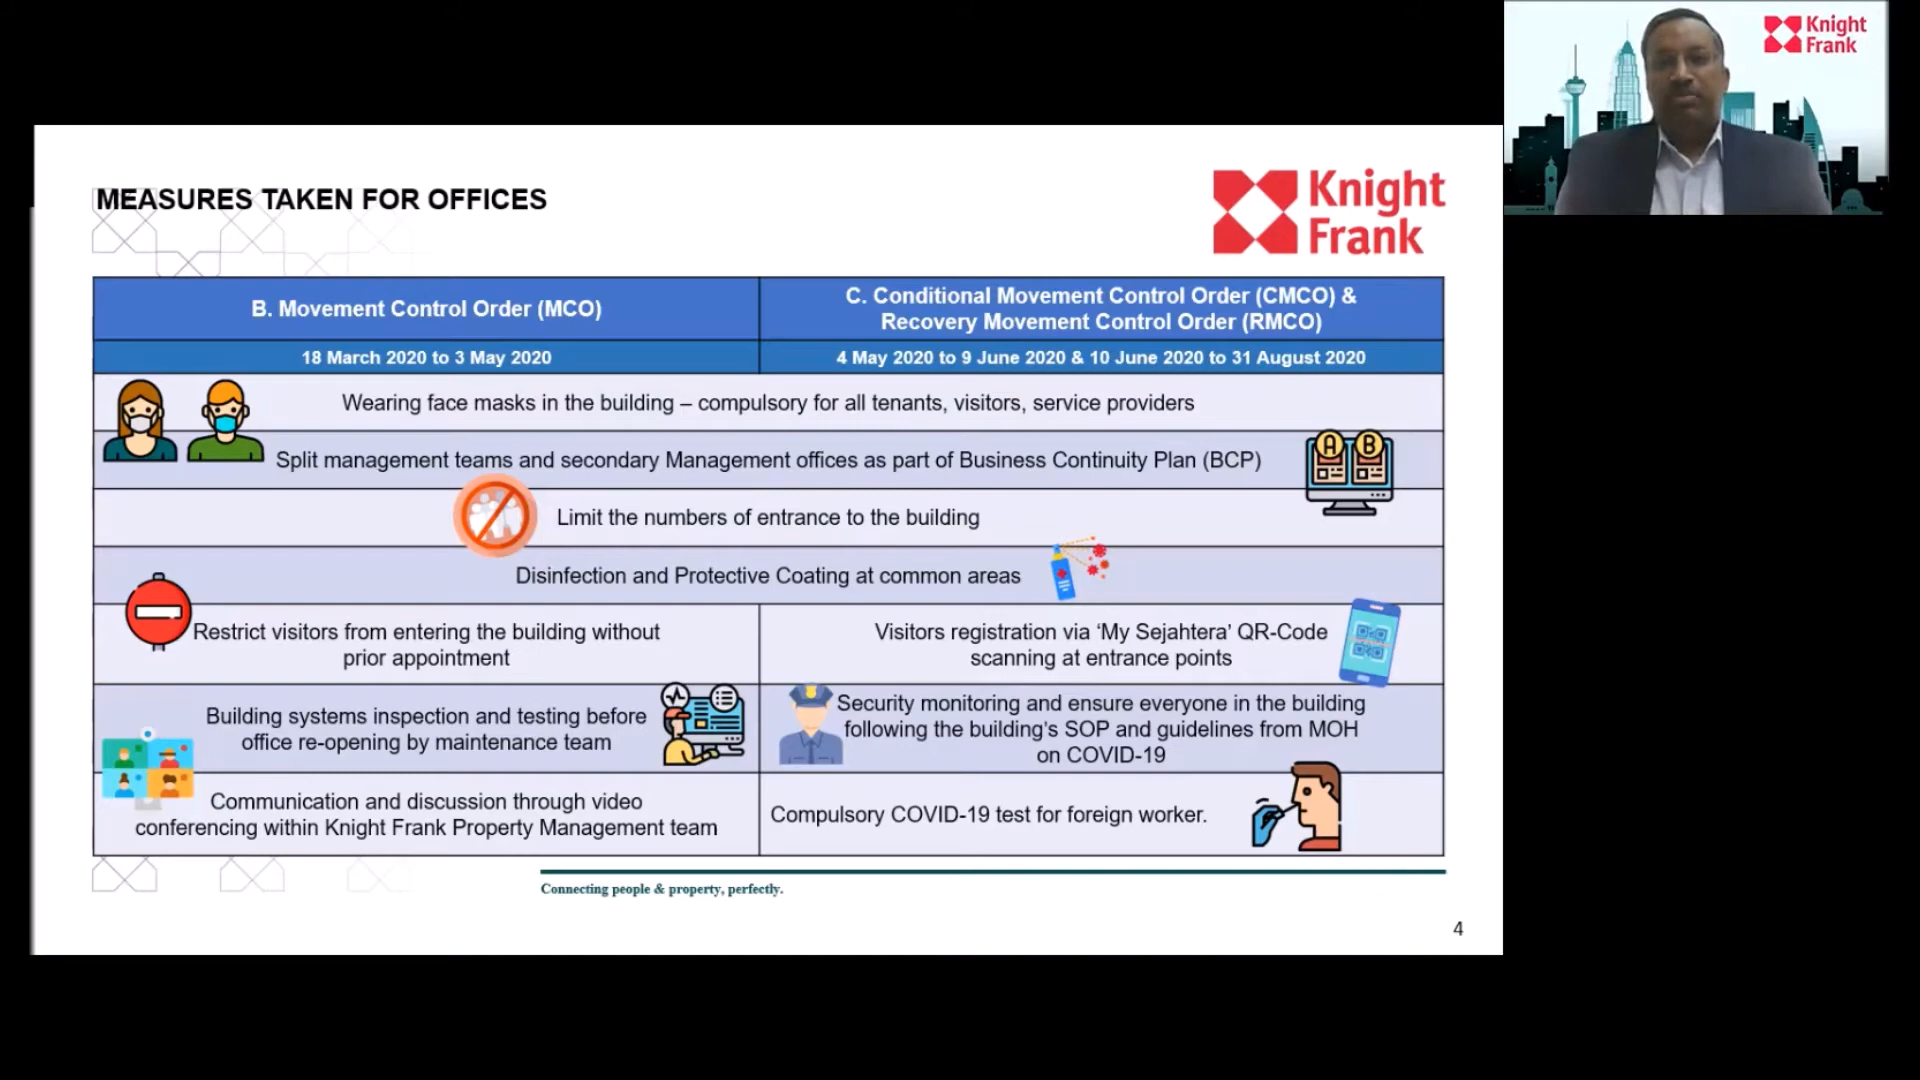 Knight
Frank
MEASURES TAKEN FOR OFFICES
Knight
Frank
B. Movement Control Order (MCO)
C. Conditional Movement Control Order (CMCO) &
Recovery Movement Control Order (RMCO)
18 March 2020 to 3 May 2020
4 May 2020 to 9 June 2020 & 10 June 2020 to 31 August 2020
Wearing face masks in the building – compulsory for all tenants, visitors, service providers
A B
Split management teams and secondary Management offices as part of Business Continuity Plan (BCP)
Limit the numbers of entrance to the building
Disinfection and Protective Coating at common areas
Restrict visitors from entering the building without
prior appointment
Visitors registration via ‘My Sejahtera’ QR-Code
scanning at entrance points
Building systems inspection and testing before
office re-opening by maintenance team
Security monitoring and ensure everyone in the building
following the building's SOP and guidelines from MOH
on COVID-19
Communication and discussion through video
conferencing within Knight Frank Property Management team
Compulsory COVID-19 test for foreign worker.
Connecting people & property, perfectly.
4